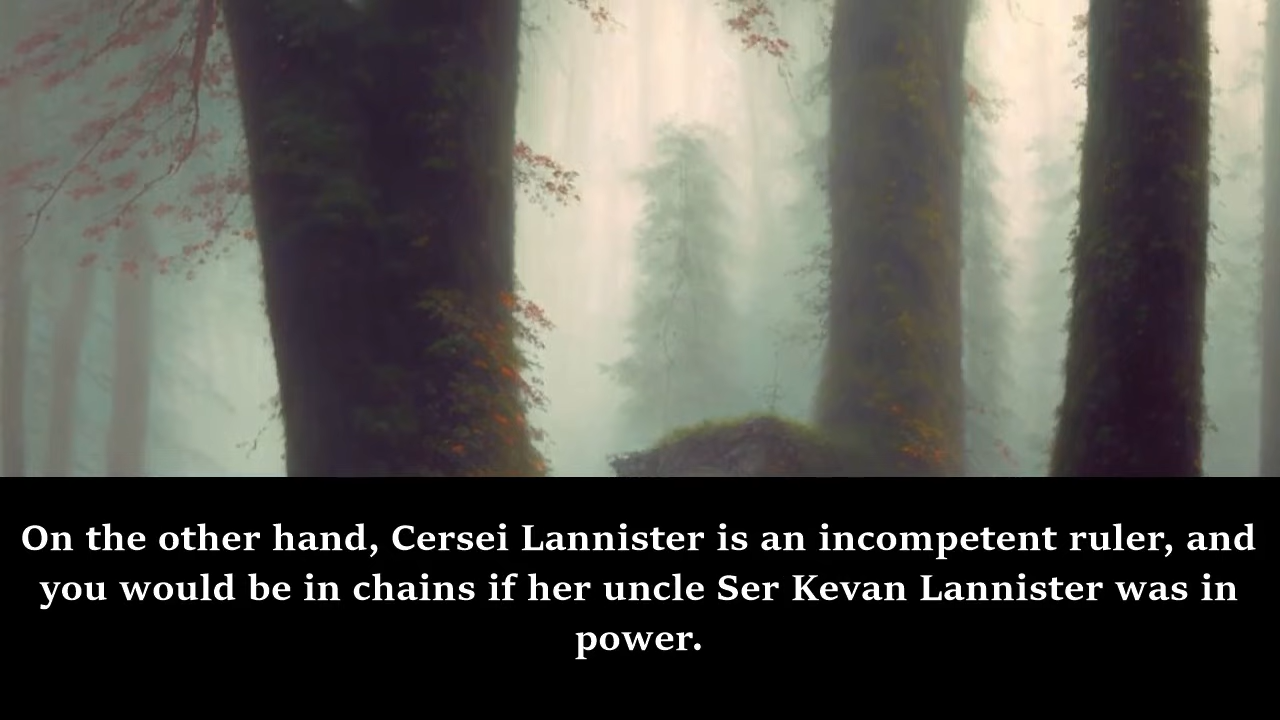 On the other hand, Cersei Lannister is an incompetent ruler, and
you would be in chains if her uncle Ser Kevan Lannister was in
power.